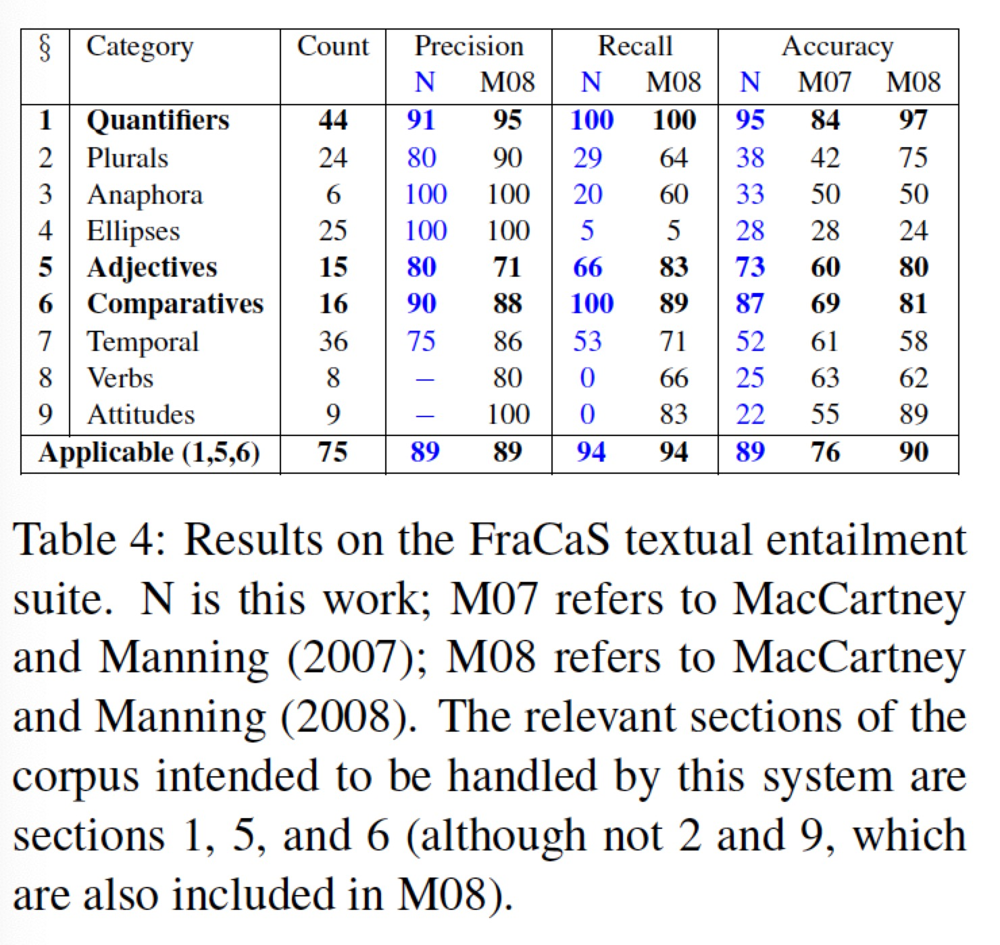 § Category Count Precision Recall Accuracy
N M08 N M08 N M07 M08
1 Quantifiers 44 91 95 100 100 95 84 97
2 Plurals 24 80 90 29 64 38 42 75
3 Anaphora 6 100 100 20 60 33 50 50
4 Ellipses 25 100 100 5 5 28 28 24
5 Adjectives 15 80 71 66 83 73 60 80
6 Comparatives 16 90 88 100 89 87 69 81
7 Temporal 36 75 86 53 71 52 61 58
8 Verbs 8 – 80 0 66 25 63 62
9 Attitudes 9 – 100 0 83 22 55 89
Applicable (1,5,6) 75 89 89 94 94 89 76 90
Table 4: Results on the FraCaS textual entailment
suite. N is this work; M07 refers to MacCartney
and Manning (2007); M08 refers to MacCartney
and Manning (2008). The relevant sections of the
corpus intended to be handled by this system are
sections 1, 5, and 6 (although not 2 and 9, which
are also included in M08).